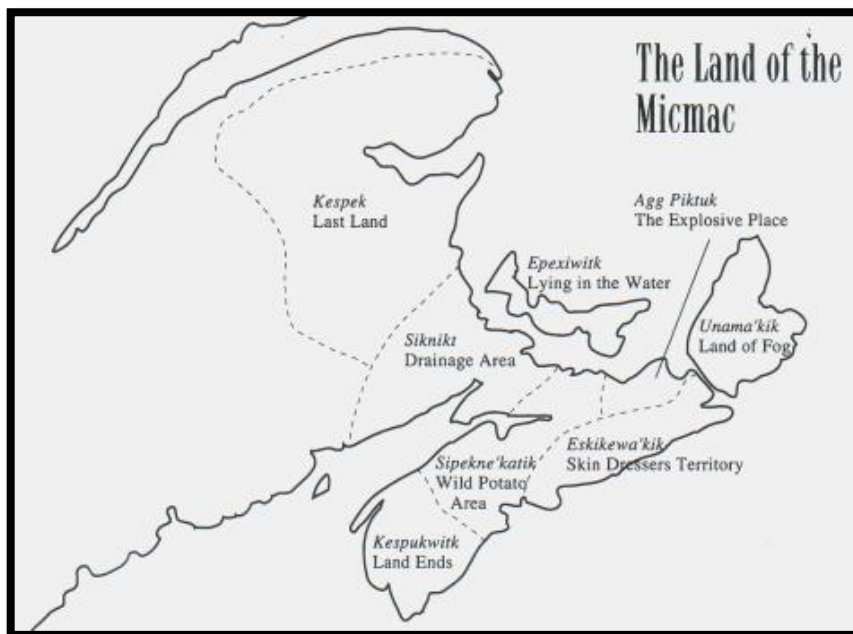 The Land of the
Micmac
Kespek
Last Land
Agg Piktuk
The Explosive Place
Epexiwitk
Lying in the Water
Unama'kik
Land of Fog
Siknikt
Drainage Area
Eskikewa'kik
Skin Dressers Territory
Sipekne'katik
Wild Potato
Area
Kespukwitk
Land Ends